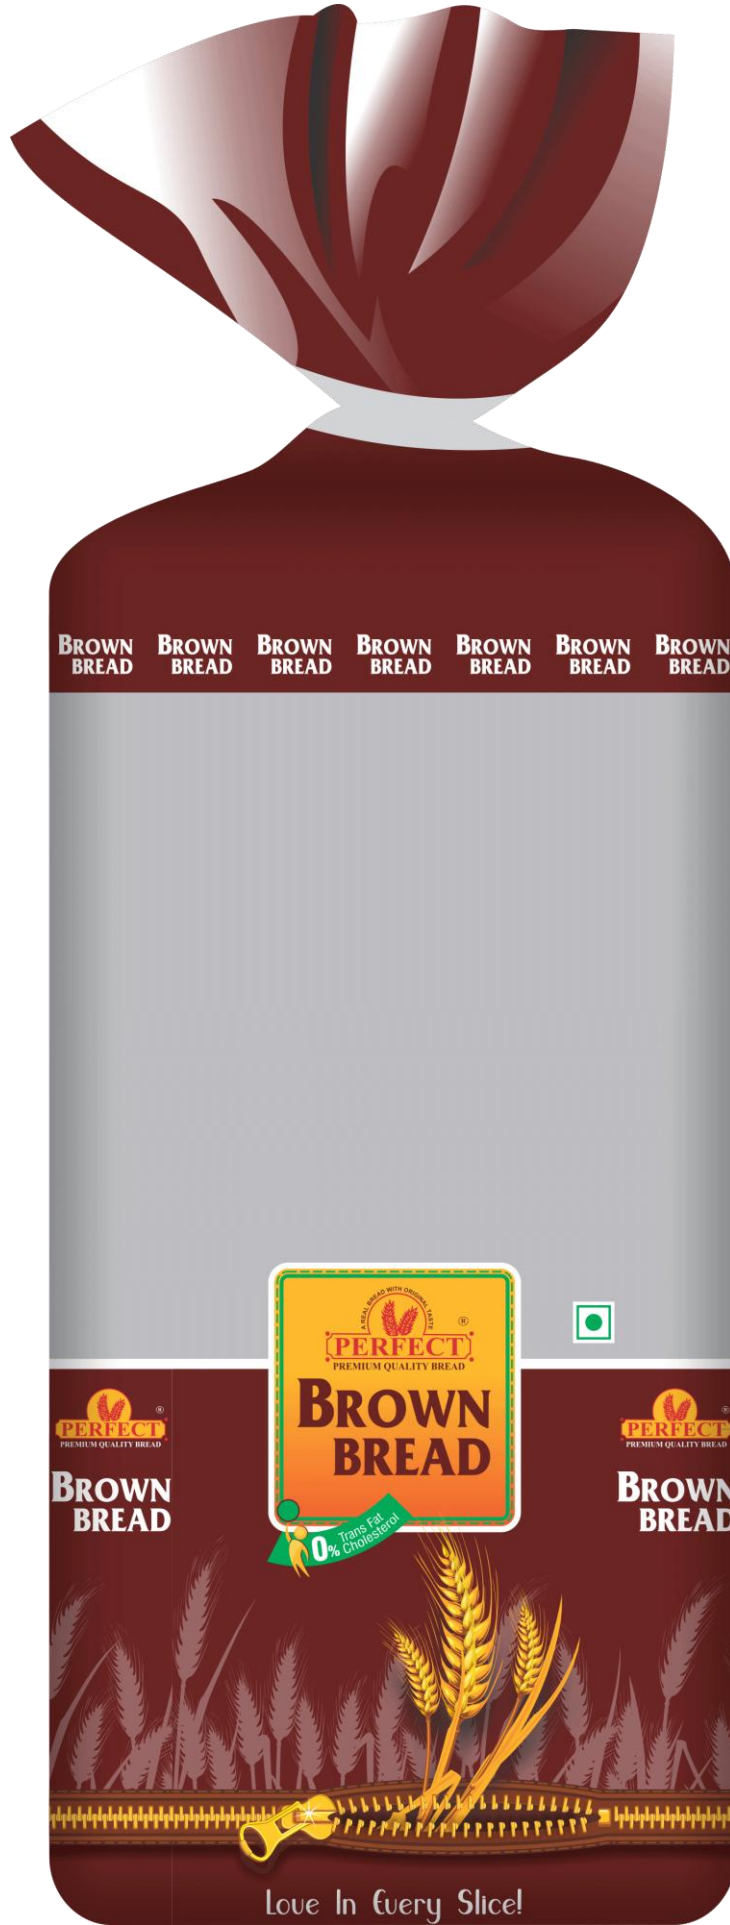 BROWN BREAD
BROWN BREAD
BROWN BREAD
BROWN BREAD
BROWN BREAD
BROWN BREAD
BROWN BREAD
A REAL BREAD WITH ORIGINAL TASTE
PERFECT ®
PREMIUM QUALITY BREAD
BROWN
BREAD
0% Trans Fat
Cholesterol
PERFECT ®
PREMIUM QUALITY BREAD
BROWN
BREAD
PERFECT ®
PREMIUM QUALITY BREAD
BROWN
BREAD
Love In Every Slice!